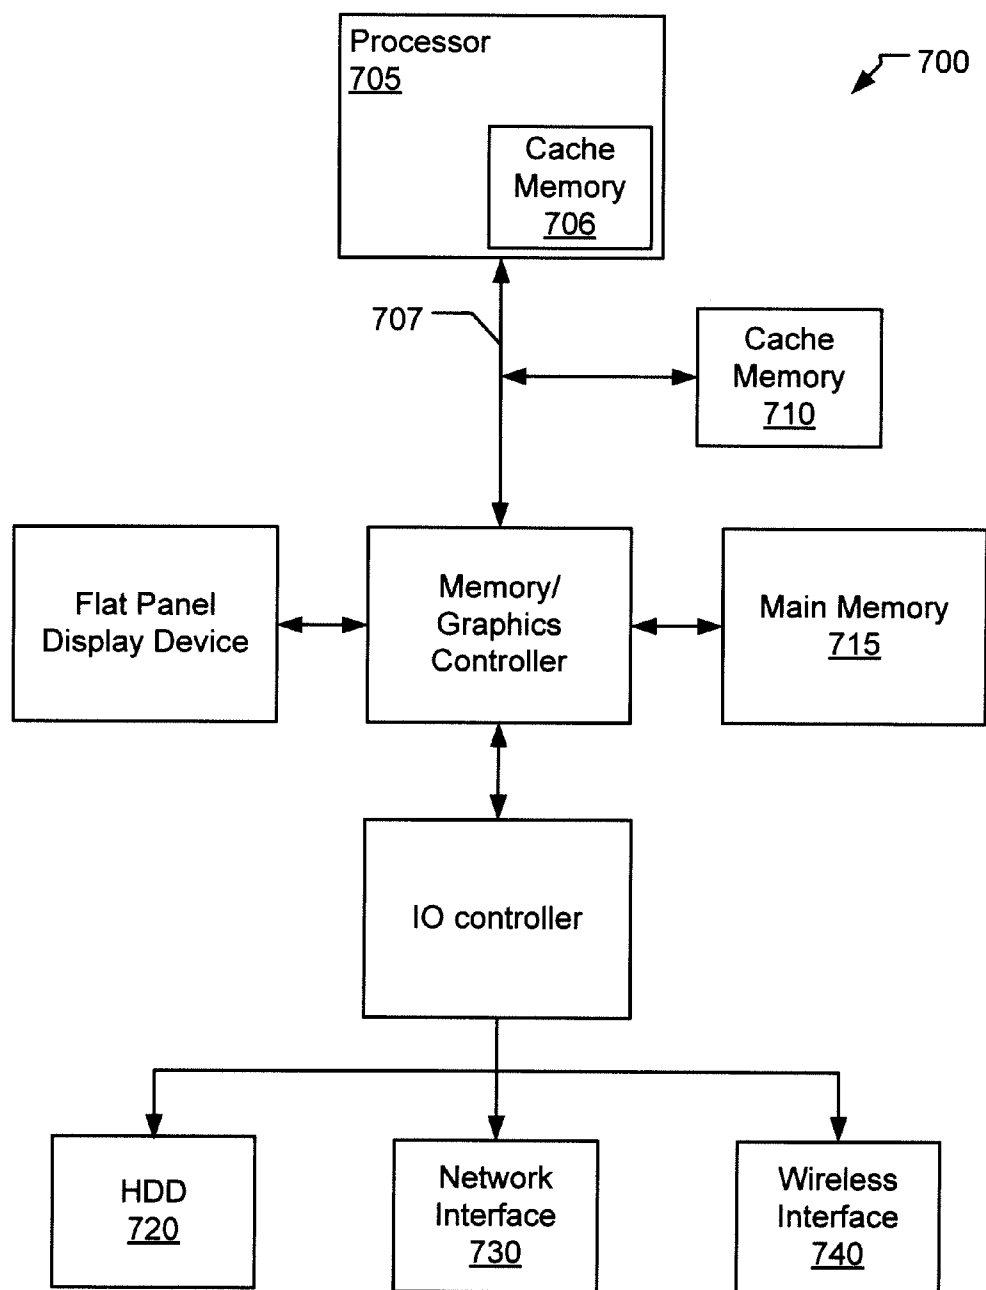 Processor
705
700
Cache
Memory
706
707
Cache
Memory
710
Flat Panel
Display Device
Memory/
Graphics
Controller
Main Memory
715
IO controller
HDD
720
Network
Interface
730
Wireless
Interface
740